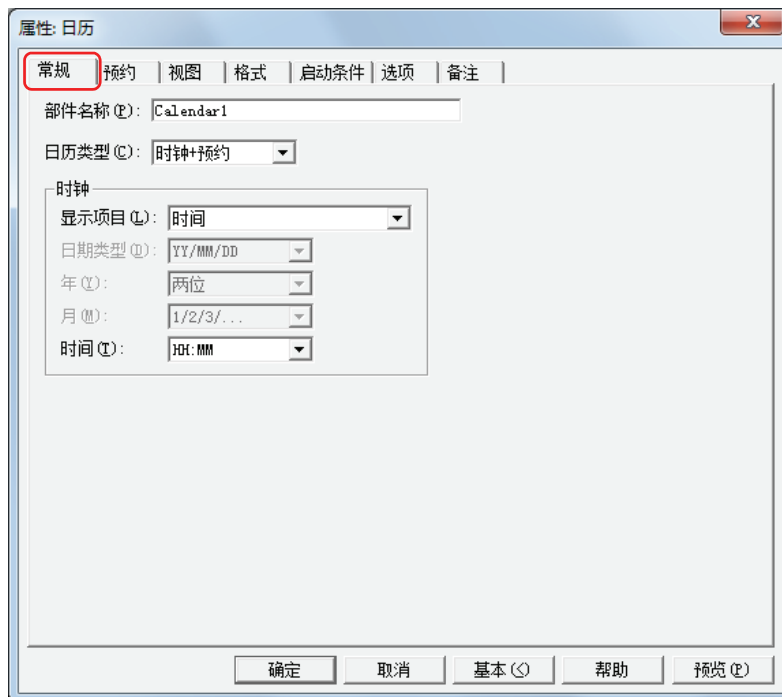 属性: 日历
常规 预约 视图 格式 启动条件 选项 备注
部件名称(P): Calendar1
日历类型(C): 时钟+预约
时钟
显示项目(L): 时间
日期类型(D): YY/MM/DD
年(Y): 两位
月(M): 1/2/3/...
时间(T): HH:MM
确定 取消 基本(<) 帮助 预览(P)